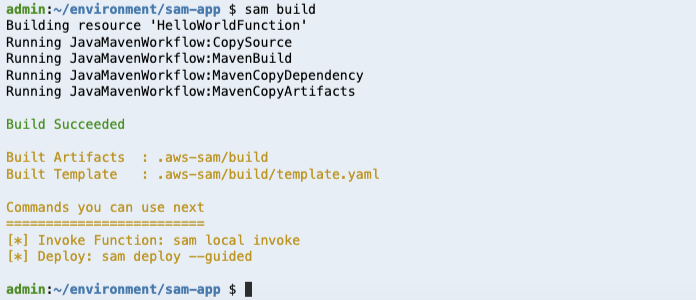 admin:~/environment/sam-app $ sam build
Building resource 'HelloWorldFunction'
Running JavaMavenWorkflow:CopySource
Running JavaMavenWorkflow:MavenBuild
Running JavaMavenWorkflow:MavenCopyDependency
Running JavaMavenWorkflow:MavenCopyArtifacts
Build Succeeded
Built Artifacts  : .aws-sam/build
Built Template   : .aws-sam/build/template.yaml
Commands you can use next
=========================
[*] Invoke Function: sam local invoke
[*] Deploy: sam deploy --guided
admin:~/environment/sam-app $